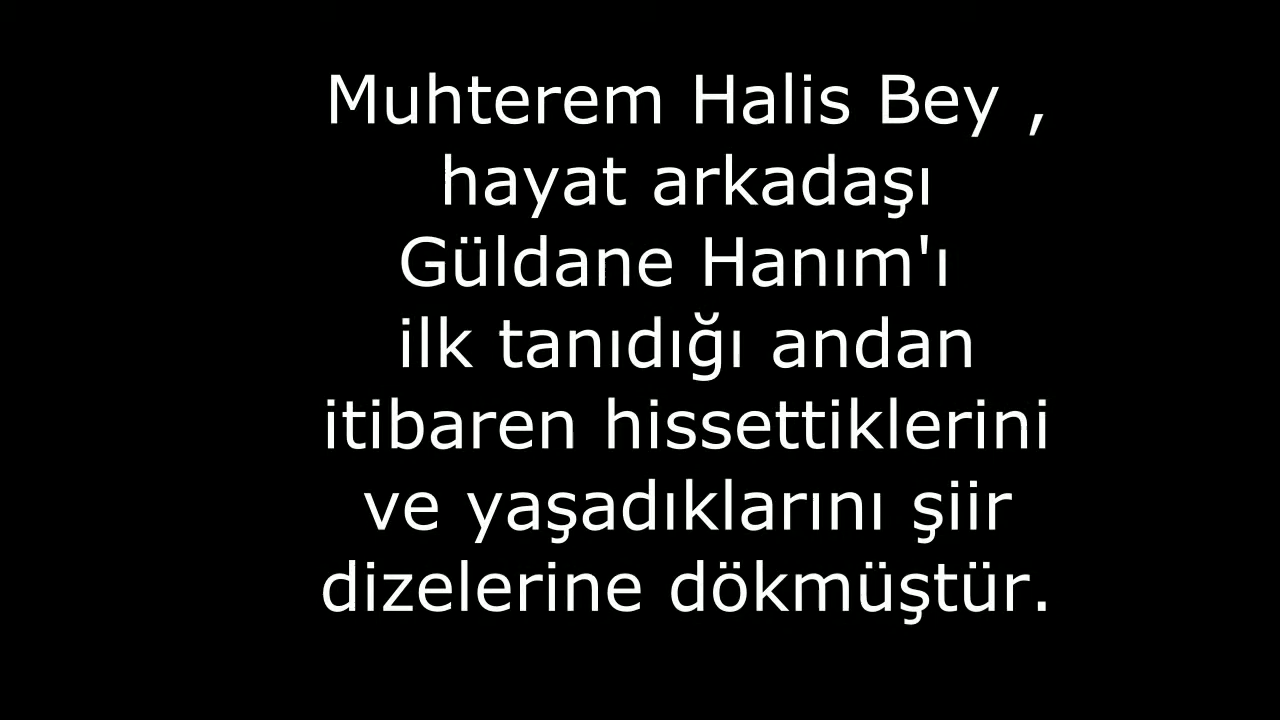 Muhterem Halis Bey ,
hayat arkadaşı
Güldane Hanım'ı
ilk tanıdığı andan
itibaren hissettiklerini
ve yaşadıklarını şiir
dizelerine dökmüştür.